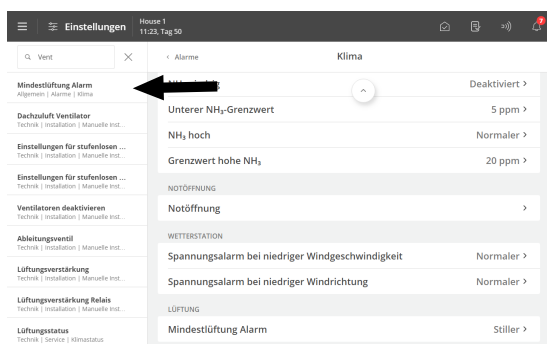 Einstellungen
House 1
11:23, Tag 50
7
Vent
Mindestlüftung Alarm
Allgemein | Alarme | Klima
Dachzuluft Ventilator
Technik | Installation | Manuelle Inst...
Einstellungen für stufenlosen ...
Technik | Installation | Manuelle Inst...
Einstellungen für stufenlosen ...
Technik | Installation | Manuelle Inst...
Ventilatoren deaktivieren
Technik | Installation | Manuelle Inst...
Ableitungsventil
Technik | Installation | Manuelle Inst...
Lüftungsverstärkung
Technik | Installation | Manuelle Inst...
Lüftungsverstärkung Relais
Technik | Installation | Manuelle Inst...
Lüftungsstatus
Technik | Service | Klimastatus
Alarme
Klima
Deaktiviert
Unterer NH₃-Grenzwert 5 ppm
NH₃ hoch Normaler
Grenzwert hohe NH₃ 20 ppm
NOTÖFFNUNG
Notöffnung
WETTERSTATION
Spannungsalarm bei niedriger Windgeschwindigkeit Normaler
Spannungsalarm bei niedriger Windrichtung Normaler
LÜFTUNG
Mindestlüftung Alarm Stiller